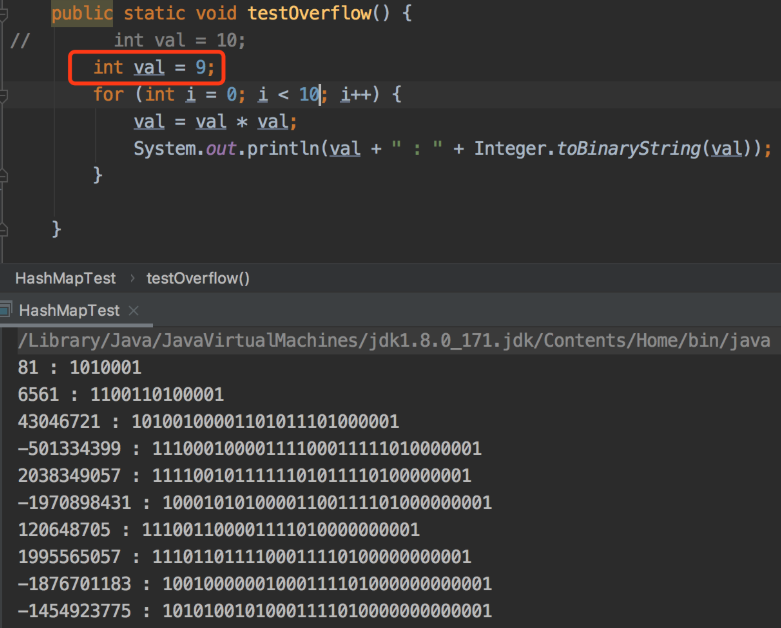 public static void testOverflow() {
// int val = 10;
int val = 9;
for (int i = 0; i < 10; i++) {
val = val * val;
System.out.println(val + " : " + Integer.toBinaryString(val));
}
}
HashMapTest › testOverflow()
HashMapTest ×
/Library/Java/JavaVirtualMachines/jdk1.8.0_171.jdk/Contents/Home/bin/java
81 : 1010001
6561 : 1100110100001
43046721 : 10100100001101011101000001
-501334399 : 11100010000111100011111010000001
2038349057 : 1111001011111101011110100000001
-1970898431 : 10001010100001100111101000000001
120648705 : 111001100001111010000000001
1995565057 : 1110110111100011110100000000001
-1876701183 : 10010000001000111101000000000001
-1454923775 : 10101001010001111010000000000001